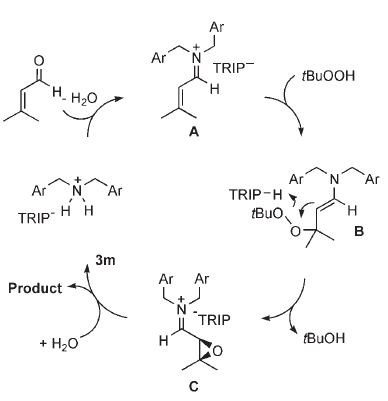 O
H
- H₂O
Ar Ar
N+
TRIP⁻
H
A
tBuOOH
Ar N Ar
TRIP–H
tBuO
O
H
B
tBuOH
Ar Ar
N+
⁻TRIP
H
O
C
+ H₂O
Product
3m
Ar N+ Ar
H H
TRIP⁻